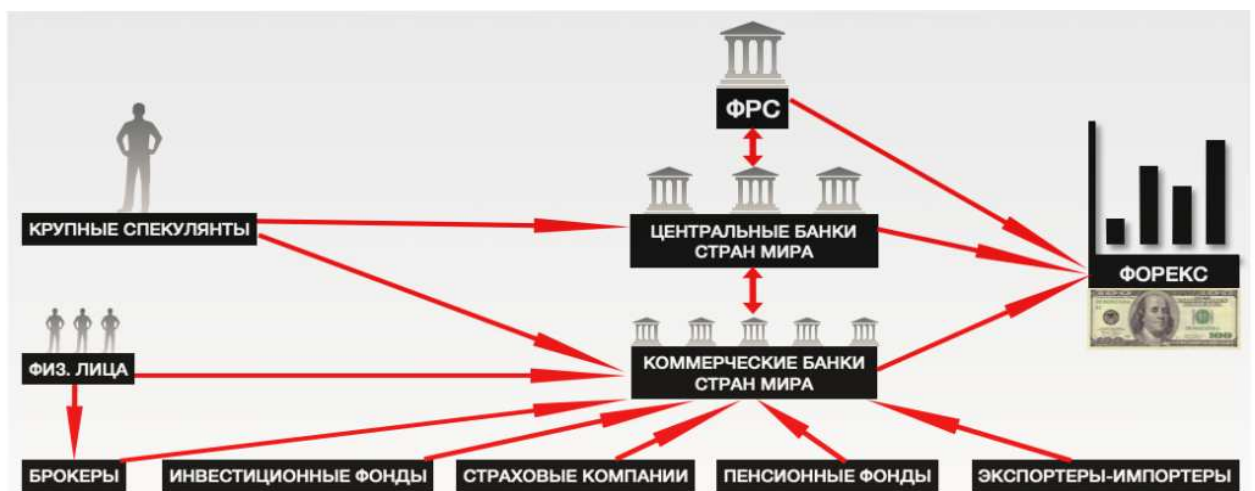 ФРС
КРУПНЫЕ СПЕКУЛЯНТЫ
ЦЕНТРАЛЬНЫЕ БАНКИ
СТРАН МИРА
ФОРЕКС
100
ФИЗ. ЛИЦА
КОММЕРЧЕСКИЕ БАНКИ
СТРАН МИРА
БРОКЕРЫ
ИНВЕСТИЦИОННЫЕ ФОНДЫ
СТРАХОВЫЕ КОМПАНИИ
ПЕНСИОННЫЕ ФОНДЫ
ЭКСПОРТЕРЫ-ИМПОРТЕРЫ